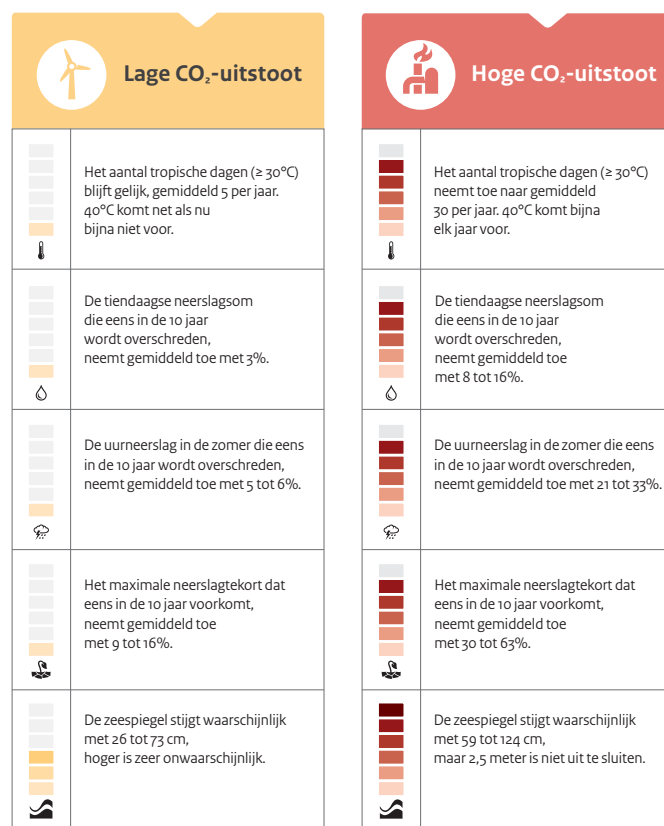 Lage CO₂-uitstoot
Het aantal tropische dagen (≥ 30°C)
blijft gelijk, gemiddeld 5 per jaar.
40°C komt net als nu
bijna niet voor.
De tiendaagse neerslagsom
die eens in de 10 jaar
wordt overschreden,
neemt gemiddeld toe met 3%.
De uurneerslag in de zomer die eens
in de 10 jaar wordt overschreden,
neemt gemiddeld toe met 5 tot 6%.
Het maximale neerslagtekort dat
eens in de 10 jaar voorkomt,
neemt gemiddeld toe
met 9 tot 16%.
De zeespiegel stijgt waarschijnlijk
met 26 tot 73 cm,
hoger is zeer onwaarschijnlijk.
Hoge CO₂-uitstoot
Het aantal tropische dagen (≥ 30°C)
neemt toe naar gemiddeld
30 per jaar. 40°C komt bijna
elk jaar voor.
De tiendaagse neerslagsom
die eens in de 10 jaar
wordt overschreden,
neemt gemiddeld toe
met 8 tot 16%.
De uurneerslag in de zomer die eens
in de 10 jaar wordt overschreden,
neemt gemiddeld toe met 21 tot 33%.
Het maximale neerslagtekort dat
eens in de 10 jaar voorkomt,
neemt gemiddeld toe
met 30 tot 63%.
De zeespiegel stijgt waarschijnlijk
met 59 tot 124 cm,
maar 2,5 meter is niet uit te sluiten.